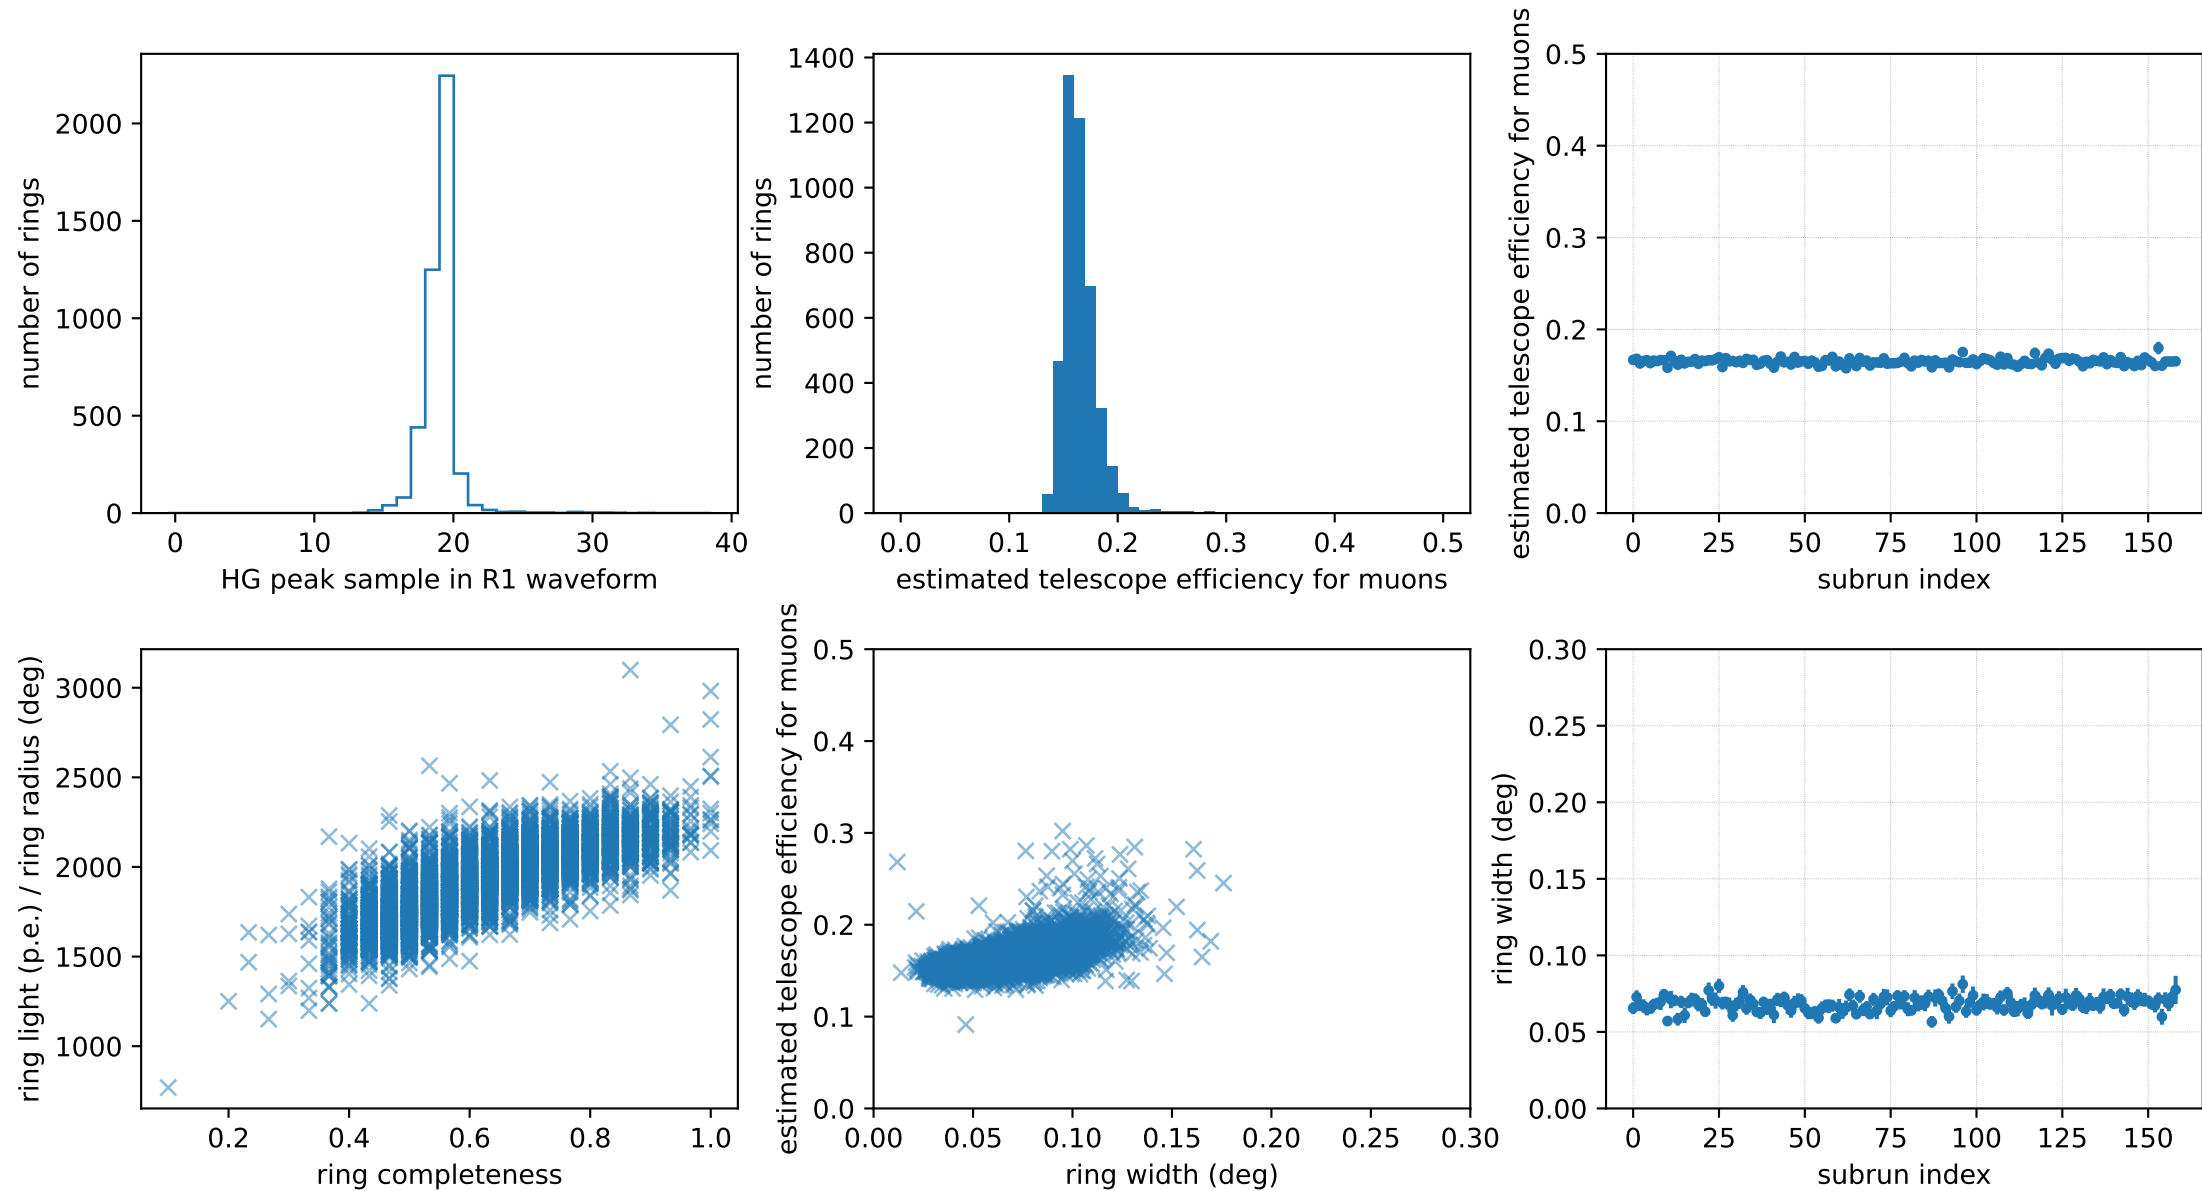 number of rings
2000
1500
1000
500
0
0 10 20 30 40
HG peak sample in R1 waveform
number of rings
1400
1200
1000
800
600
400
200
0
0.0 0.1 0.2 0.3 0.4 0.5
estimated telescope efficiency for muons
estimated telescope efficiency for muons
0.5
0.4
0.3
0.2
0.1
0.0
0 25 50 75 100 125 150
subrun index
ring light (p.e.) / ring radius (deg)
3000
2500
2000
1500
1000
0.2 0.4 0.6 0.8 1.0
ring completeness
estimated telescope efficiency for muons
0.5
0.4
0.3
0.2
0.1
0.0
0.00 0.05 0.10 0.15 0.20 0.25 0.30
ring width (deg)
ring width (deg)
0.30
0.25
0.20
0.15
0.10
0.05
0.00
0 25 50 75 100 125 150
subrun index